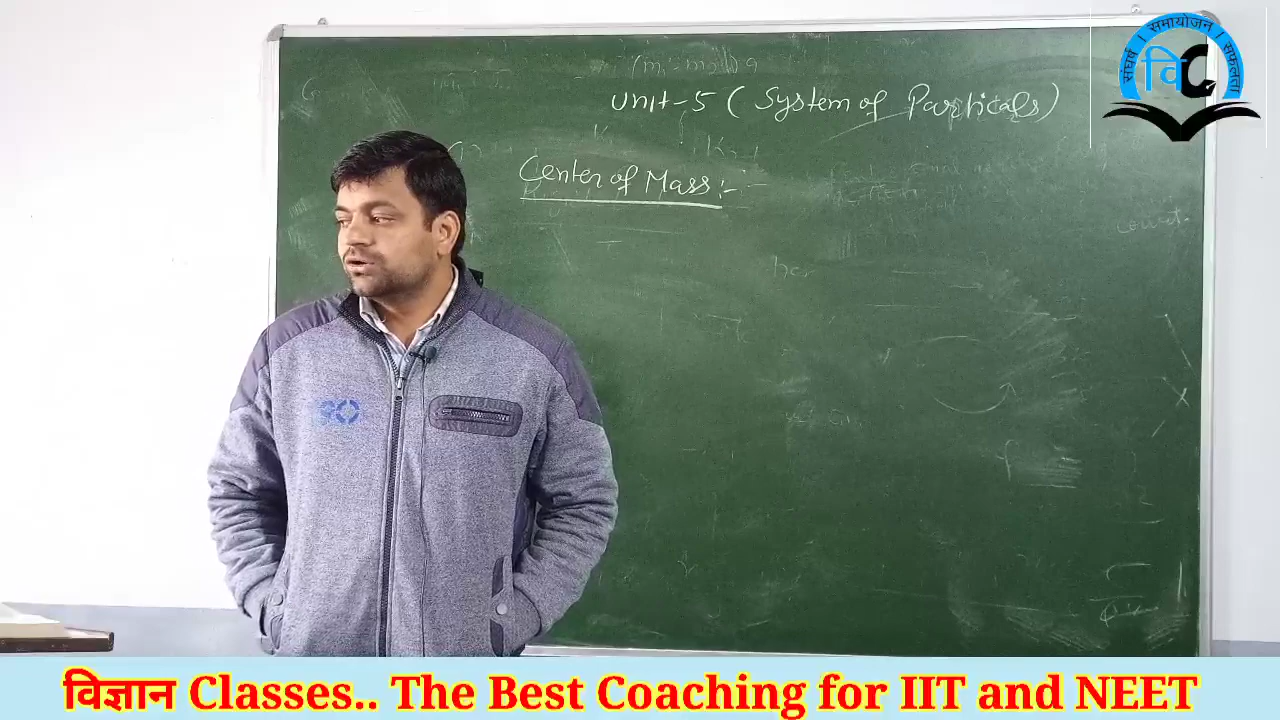 संघर्ष । समायोजन । सफलता
वि
Unit-5 ( System of Particals)
Center of Mass :-
विज्ञान Classes.. The Best Coaching for IIT and NEET